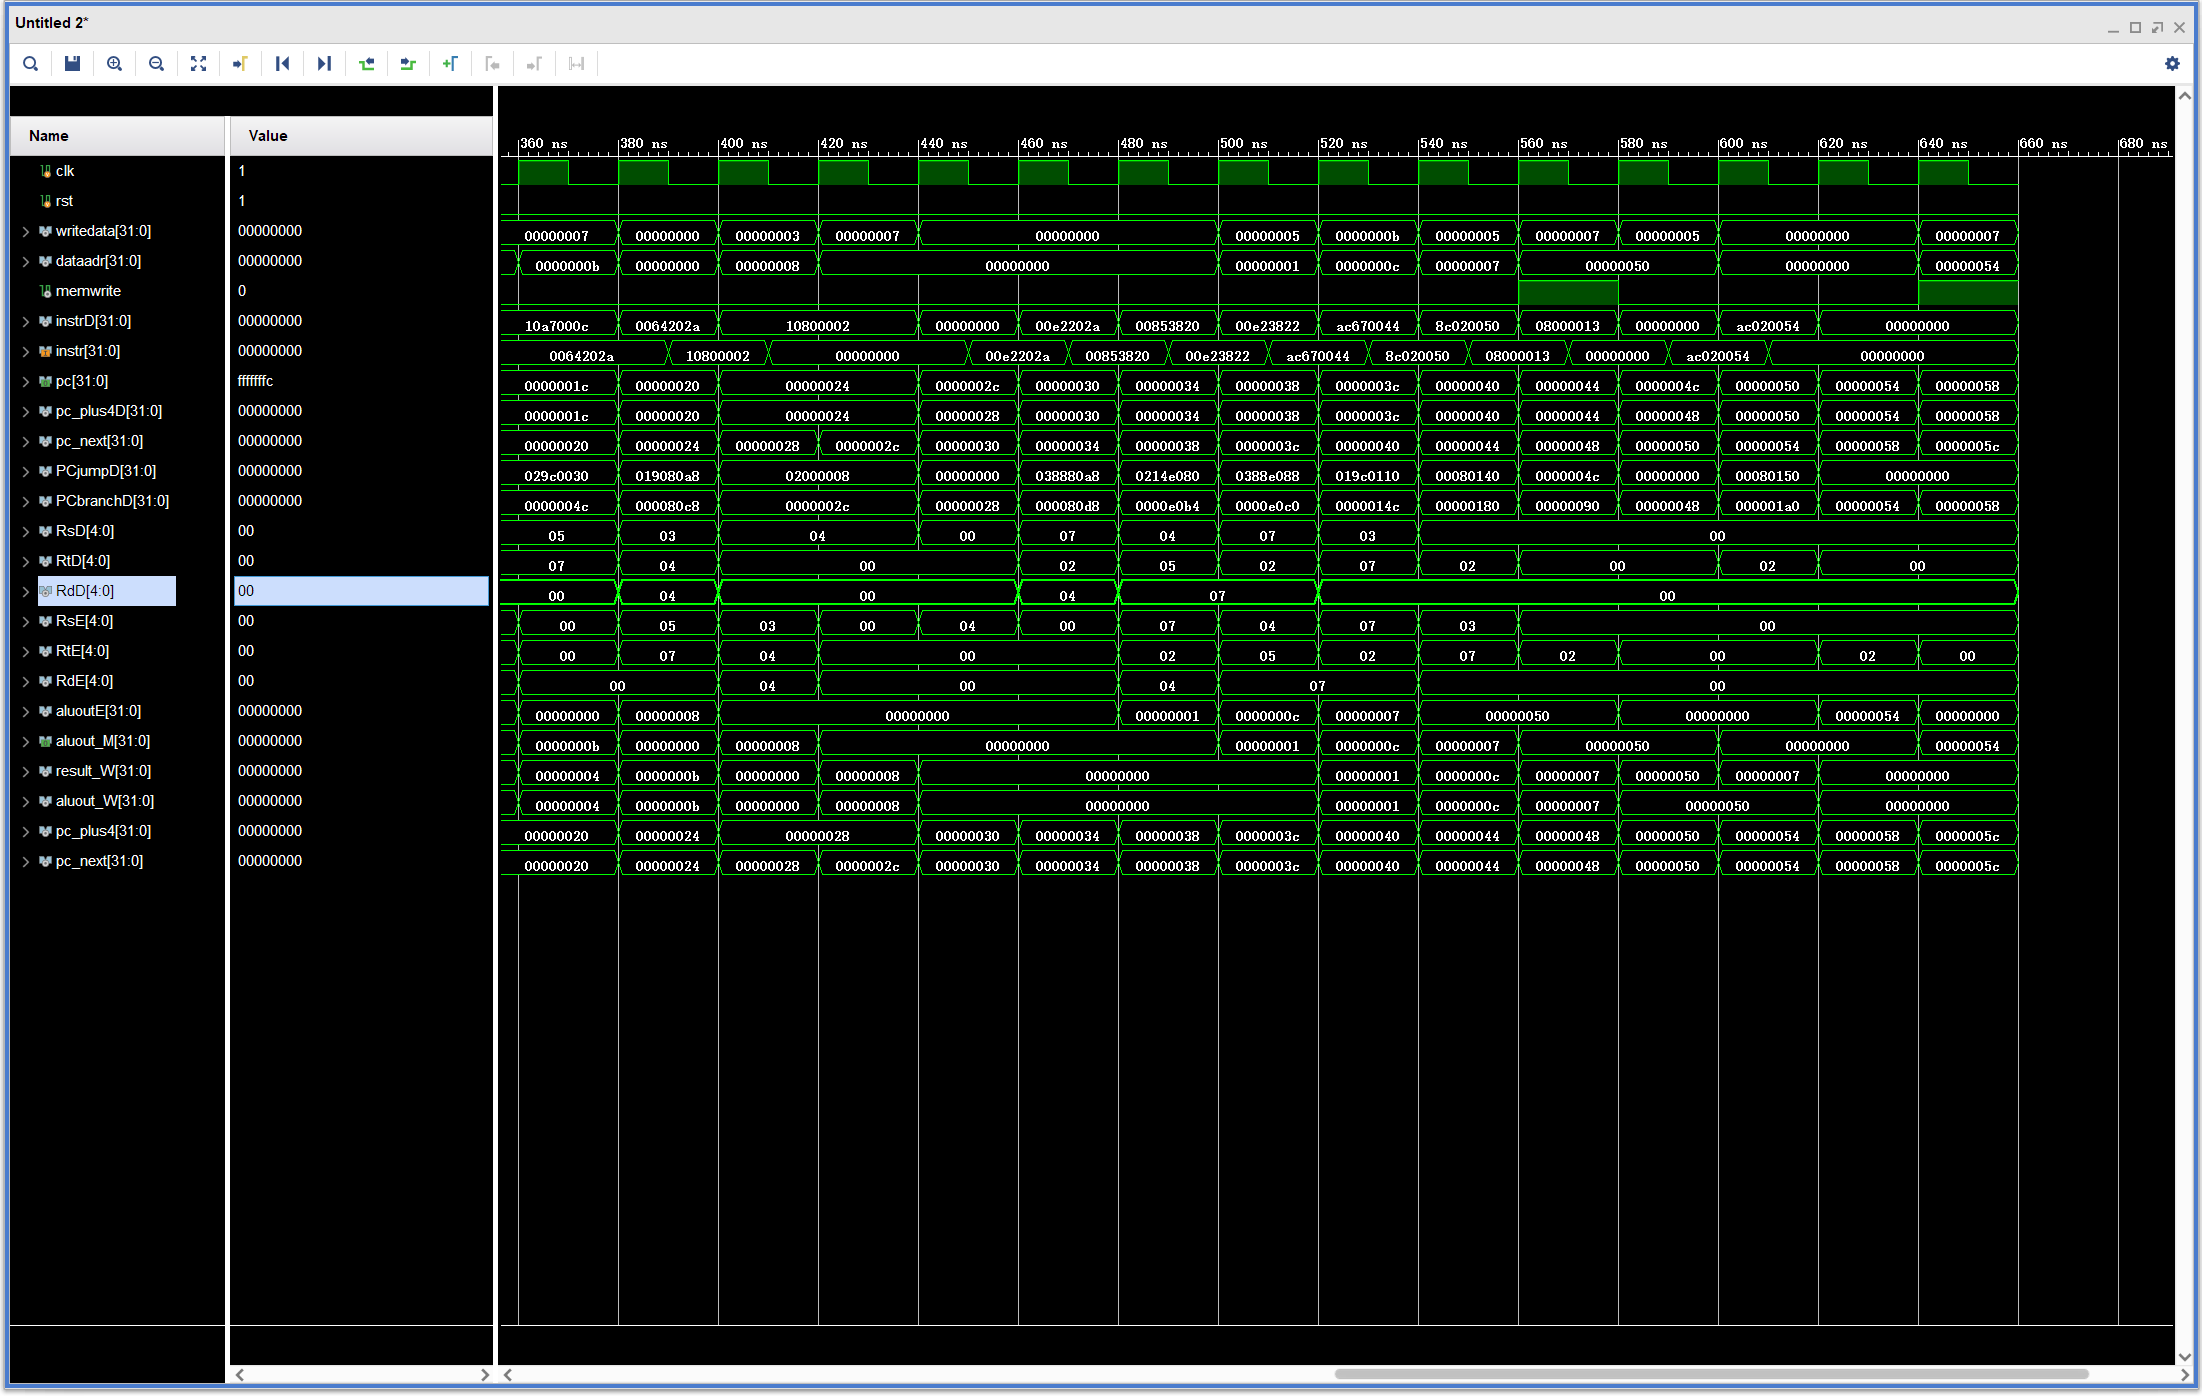 Untitled 2*
Name Value
360 ns 380 ns 400 ns 420 ns 440 ns 460 ns 480 ns 500 ns 520 ns 540 ns 560 ns 580 ns 600 ns 620 ns 640 ns 660 ns 680 ns
clk 1
rst 1
writedata[31:0] 00000000 00000007 00000000 00000003 00000007 00000000 00000005 0000000b 00000005 00000007 00000005 00000000 00000007
dataadr[31:0] 00000000 0000000b 00000000 00000008 00000000 00000001 0000000c 00000007 00000050 00000000 00000054
memwrite 0
instrD[31:0] 00000000 10a7000c 0064202a 10800002 00000000 00e2202a 00853820 00e23822 ac670044 8c020050 08000013 00000000 ac020054 00000000
instr[31:0] 00000000 0064202a 10800002 00000000 00e2202a 00853820 00e23822 ac670044 8c020050 08000013 00000000 ac020054 00000000
pc[31:0] fffffffc 0000001c 00000020 00000024 0000002c 00000030 00000034 00000038 0000003c 00000040 00000044 0000004c 00000050 00000054 00000058
pc_plus4D[31:0] 00000000 0000001c 00000020 00000024 00000028 00000030 00000034 00000038 0000003c 00000040 00000044 00000048 00000050 00000054 00000058
pc_next[31:0] 00000000 00000020 00000024 00000028 0000002c 00000030 00000034 00000038 0000003c 00000040 00000044 00000048 00000050 00000054 00000058 0000005c
PCjumpD[31:0] 00000000 029c0030 019080a8 02000008 00000000 038880a8 0214e080 0388e088 019c0110 00080140 0000004c 00000000 00080150 00000000
PCbranchD[31:0] 00000000 0000004c 000080c8 0000002c 00000028 000080d8 0000e0b4 0000e0c0 0000014c 00000180 00000090 00000048 000001a0 00000054 00000058
RsD[4:0] 00 05 03 04 00 07 04 07 03 00
RtD[4:0] 00 07 04 00 02 05 02 07 02 00 02 00
RdD[4:0] 00 00 04 00 04 07 00
RsE[4:0] 00 00 05 03 00 04 00 07 04 07 03 00
RtE[4:0] 00 00 07 04 00 02 05 02 07 02 00 02 00
RdE[4:0] 00 00 04 00 04 07 00
aluoutE[31:0] 00000000 00000000 00000008 00000000 00000001 0000000c 00000007 00000050 00000000 00000054 00000000
aluout_M[31:0] 00000000 0000000b 00000000 00000008 00000000 00000001 0000000c 00000007 00000050 00000000 00000054
result_W[31:0] 00000000 00000004 0000000b 00000000 00000008 00000000 00000001 0000000c 00000007 00000050 00000007 00000000
aluout_W[31:0] 00000000 00000004 0000000b 00000000 00000008 00000000 00000001 0000000c 00000007 00000050 00000000
pc_plus4[31:0] 00000000 00000020 00000024 00000028 00000030 00000034 00000038 0000003c 00000040 00000044 00000048 00000050 00000054 00000058 0000005c
pc_next[31:0] 00000000 00000020 00000024 00000028 0000002c 00000030 00000034 00000038 0000003c 00000040 00000044 00000048 00000050 00000054 00000058 0000005c